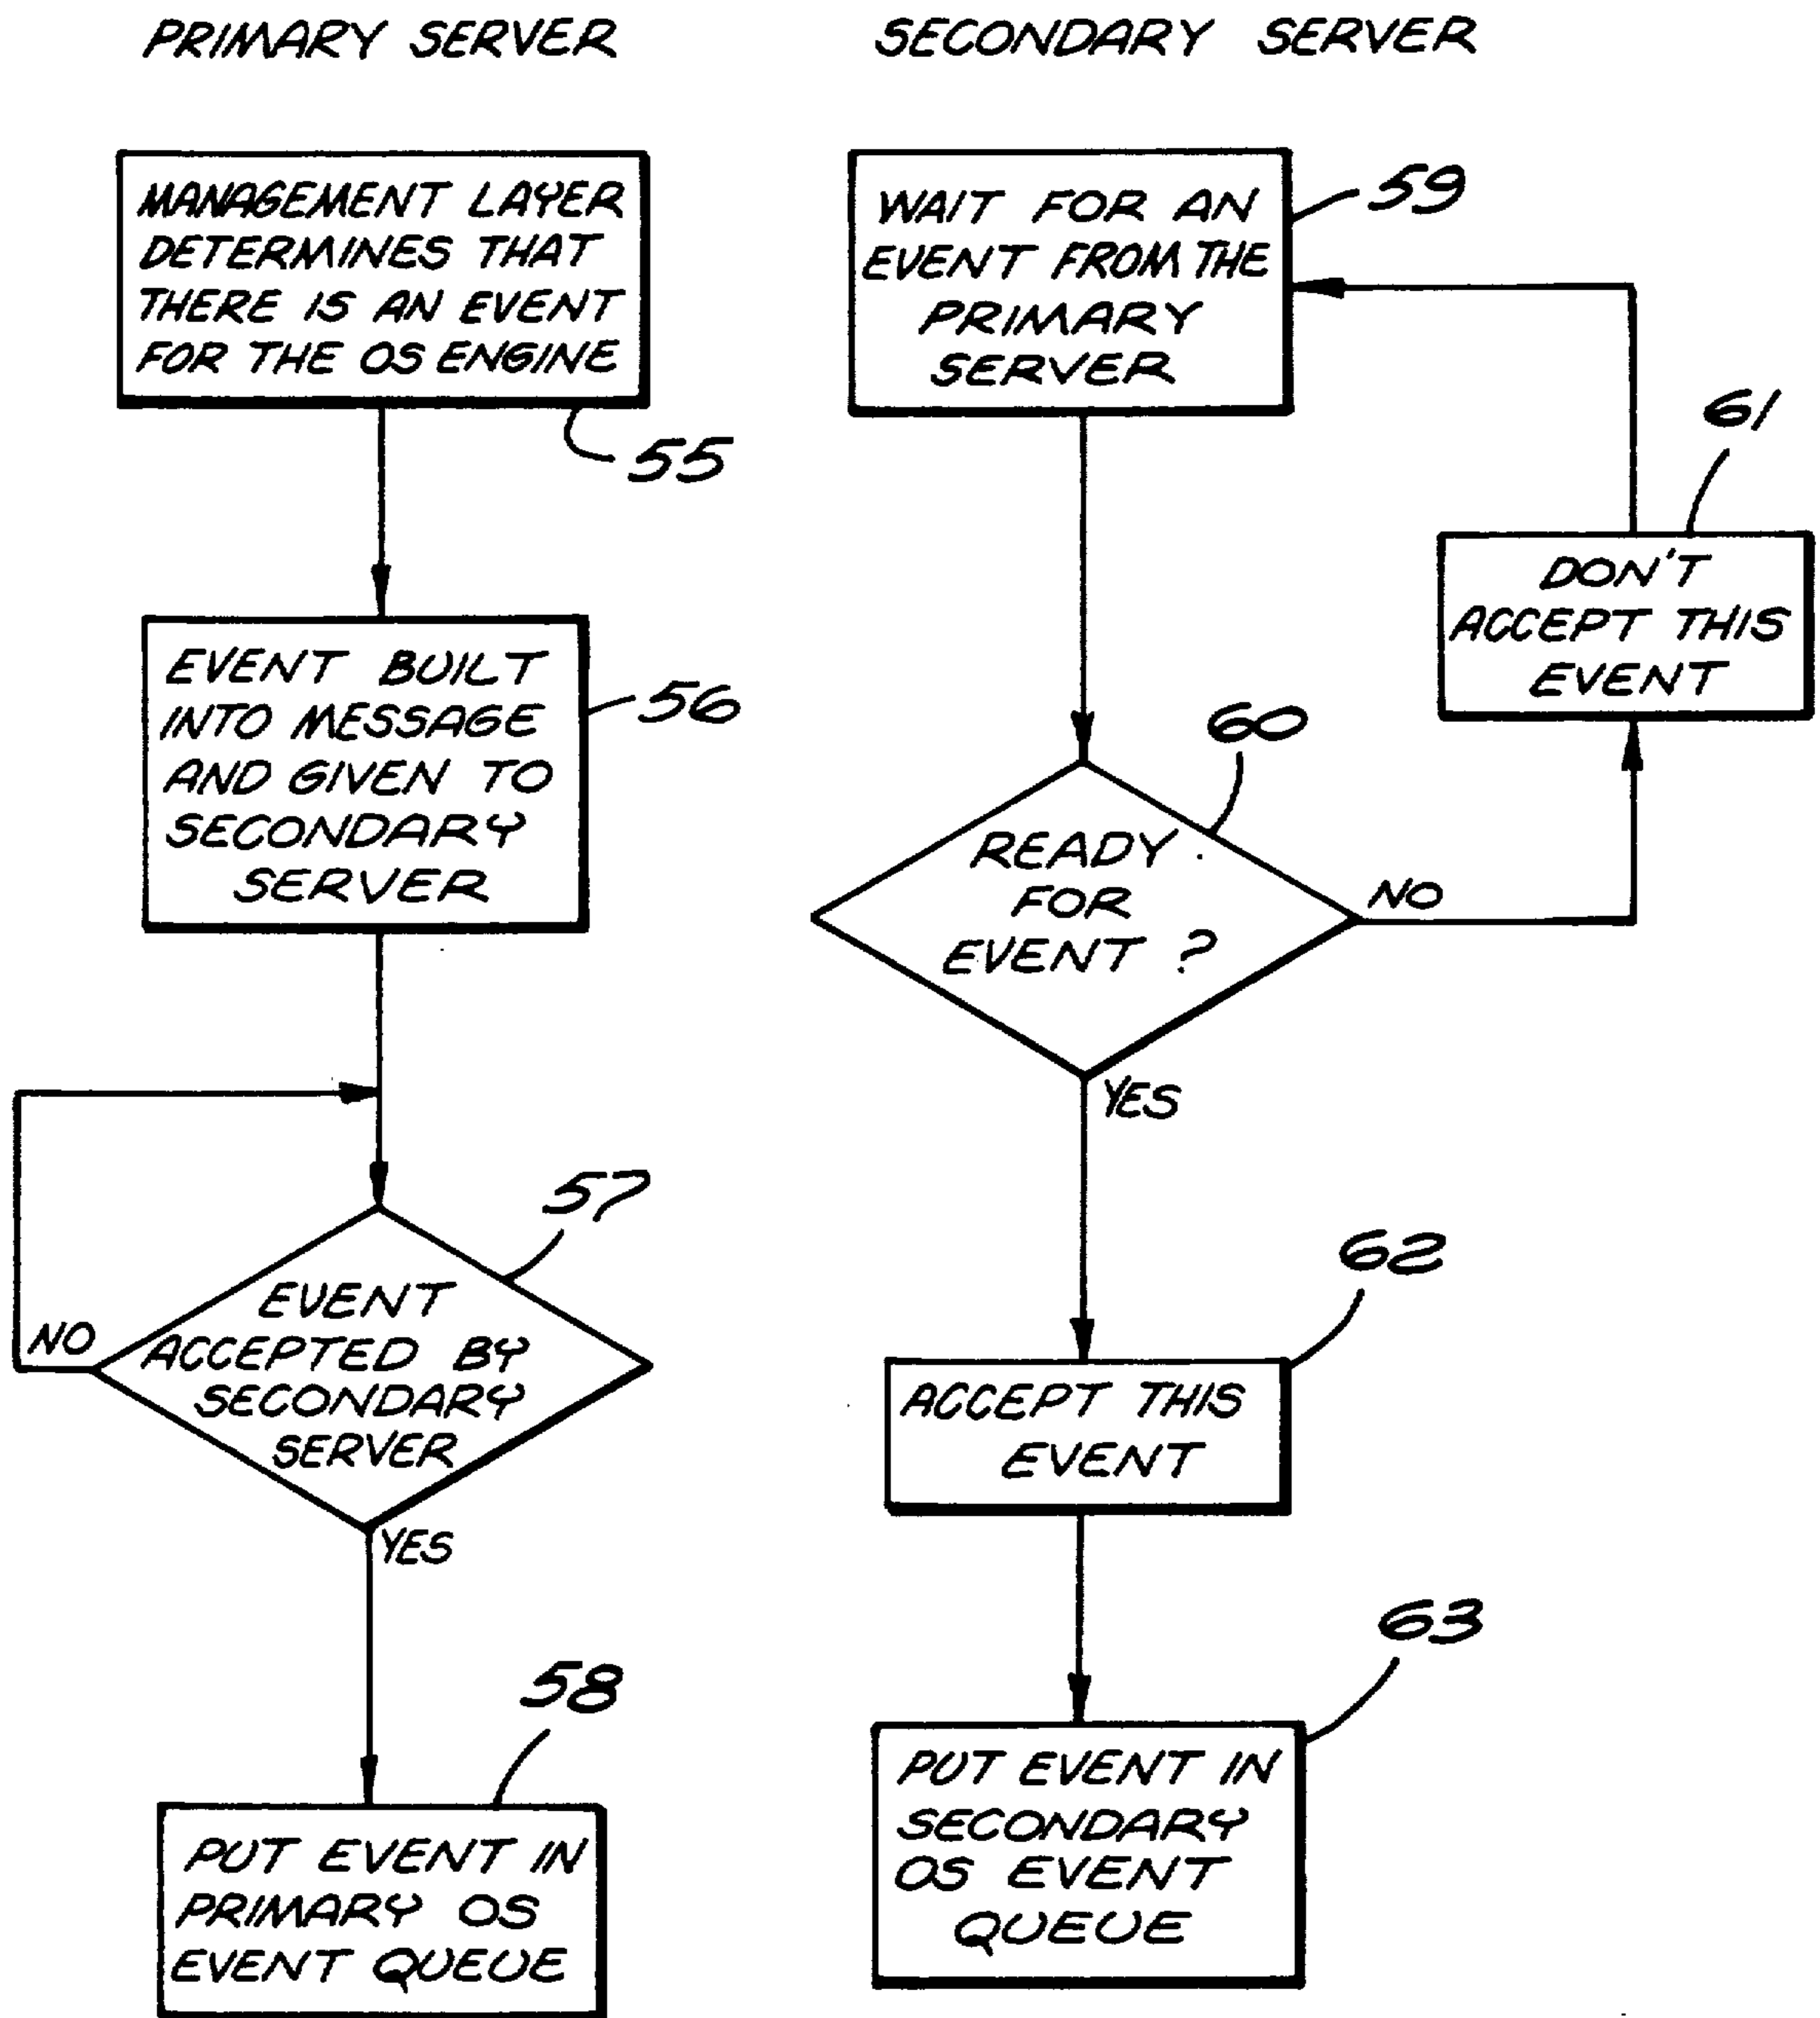 PRIMARY SERVER
MANAGEMENT LAYER
DETERMINES THAT
THERE IS AN EVENT
FOR THE OS ENGINE
55
EVENT BUILT
INTO MESSAGE
AND GIVEN TO
SECONDARY
SERVER
56
57
EVENT
ACCEPTED BY
SECONDARY
SERVER
NO
YES
58
PUT EVENT IN
PRIMARY OS
EVENT QUEUE
SECONDARY SERVER
WAIT FOR AN
EVENT FROM THE
PRIMARY
SERVER
59
61
DON'T
ACCEPT THIS
EVENT
60
READY
FOR
EVENT ?
NO
YES
62
ACCEPT THIS
EVENT
63
PUT EVENT IN
SECONDARY
OS EVENT
QUEUE